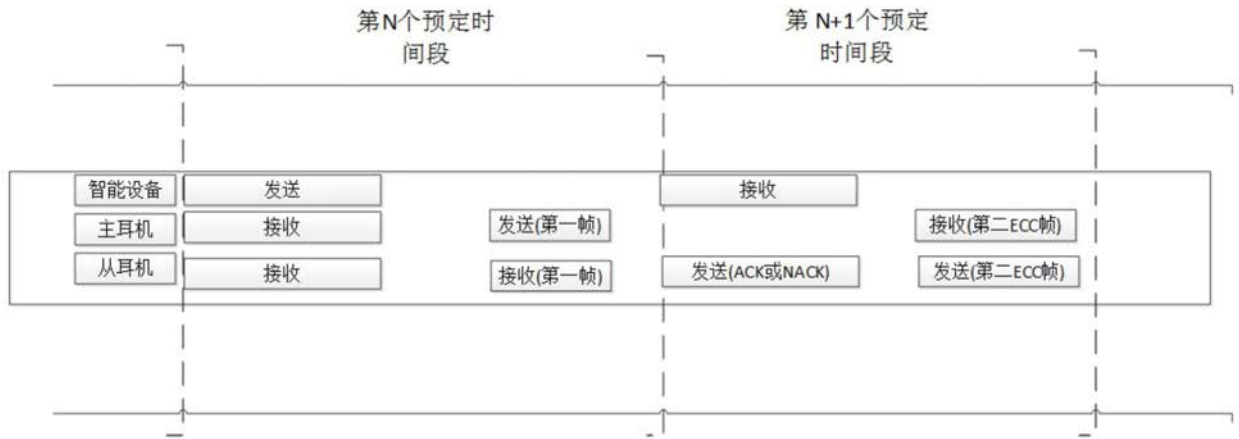 第N个预定时
间段
第 N+1个预定
时间段
智能设备 发送 接收
主耳机 接收 发送(第一帧) 接收(第二ECC帧)
从耳机 接收 接收(第一帧) 发送(ACK或NACK) 发送(第二ECC帧)